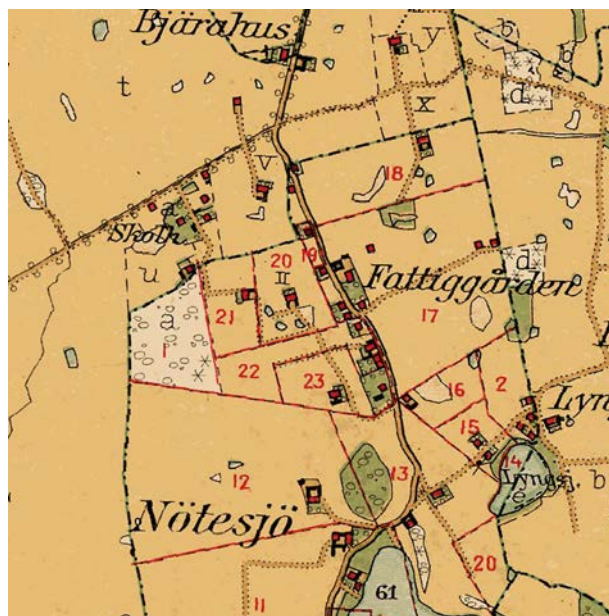 Bjärahus
y
b
b
t
d
x
v
18
Skolh.
20
19
d
II
u
Fattiggården
a
21
17
1
22
23
16
2
15
Lyn
14
12
13
Lyngsj.
b
e
Nötesjö
20
61
11